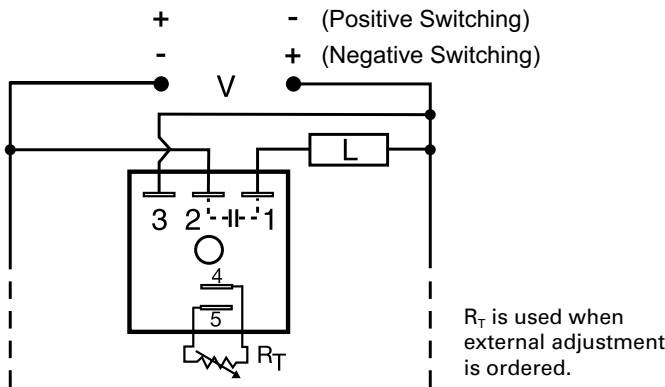 + - (Positive Switching)
- + (Negative Switching)
V
L
3 2 1
4
5
RT
RT is used when
external adjustment
is ordered.